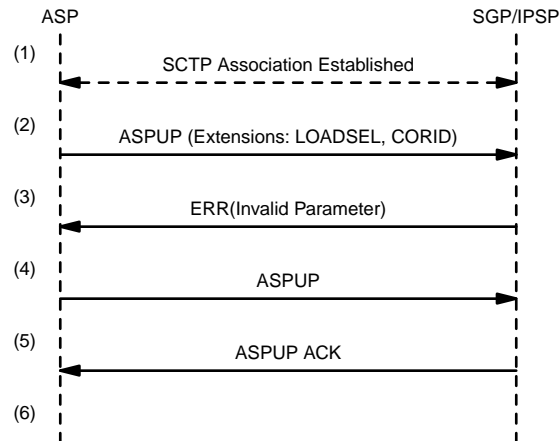 ASP SGP/IPSP
(1) SCTP Association Established
(2) ASPUP (Extensions: LOADSEL, CORID)
(3) ERR(Invalid Parameter)
(4) ASPUP
(5) ASPUP ACK
(6)